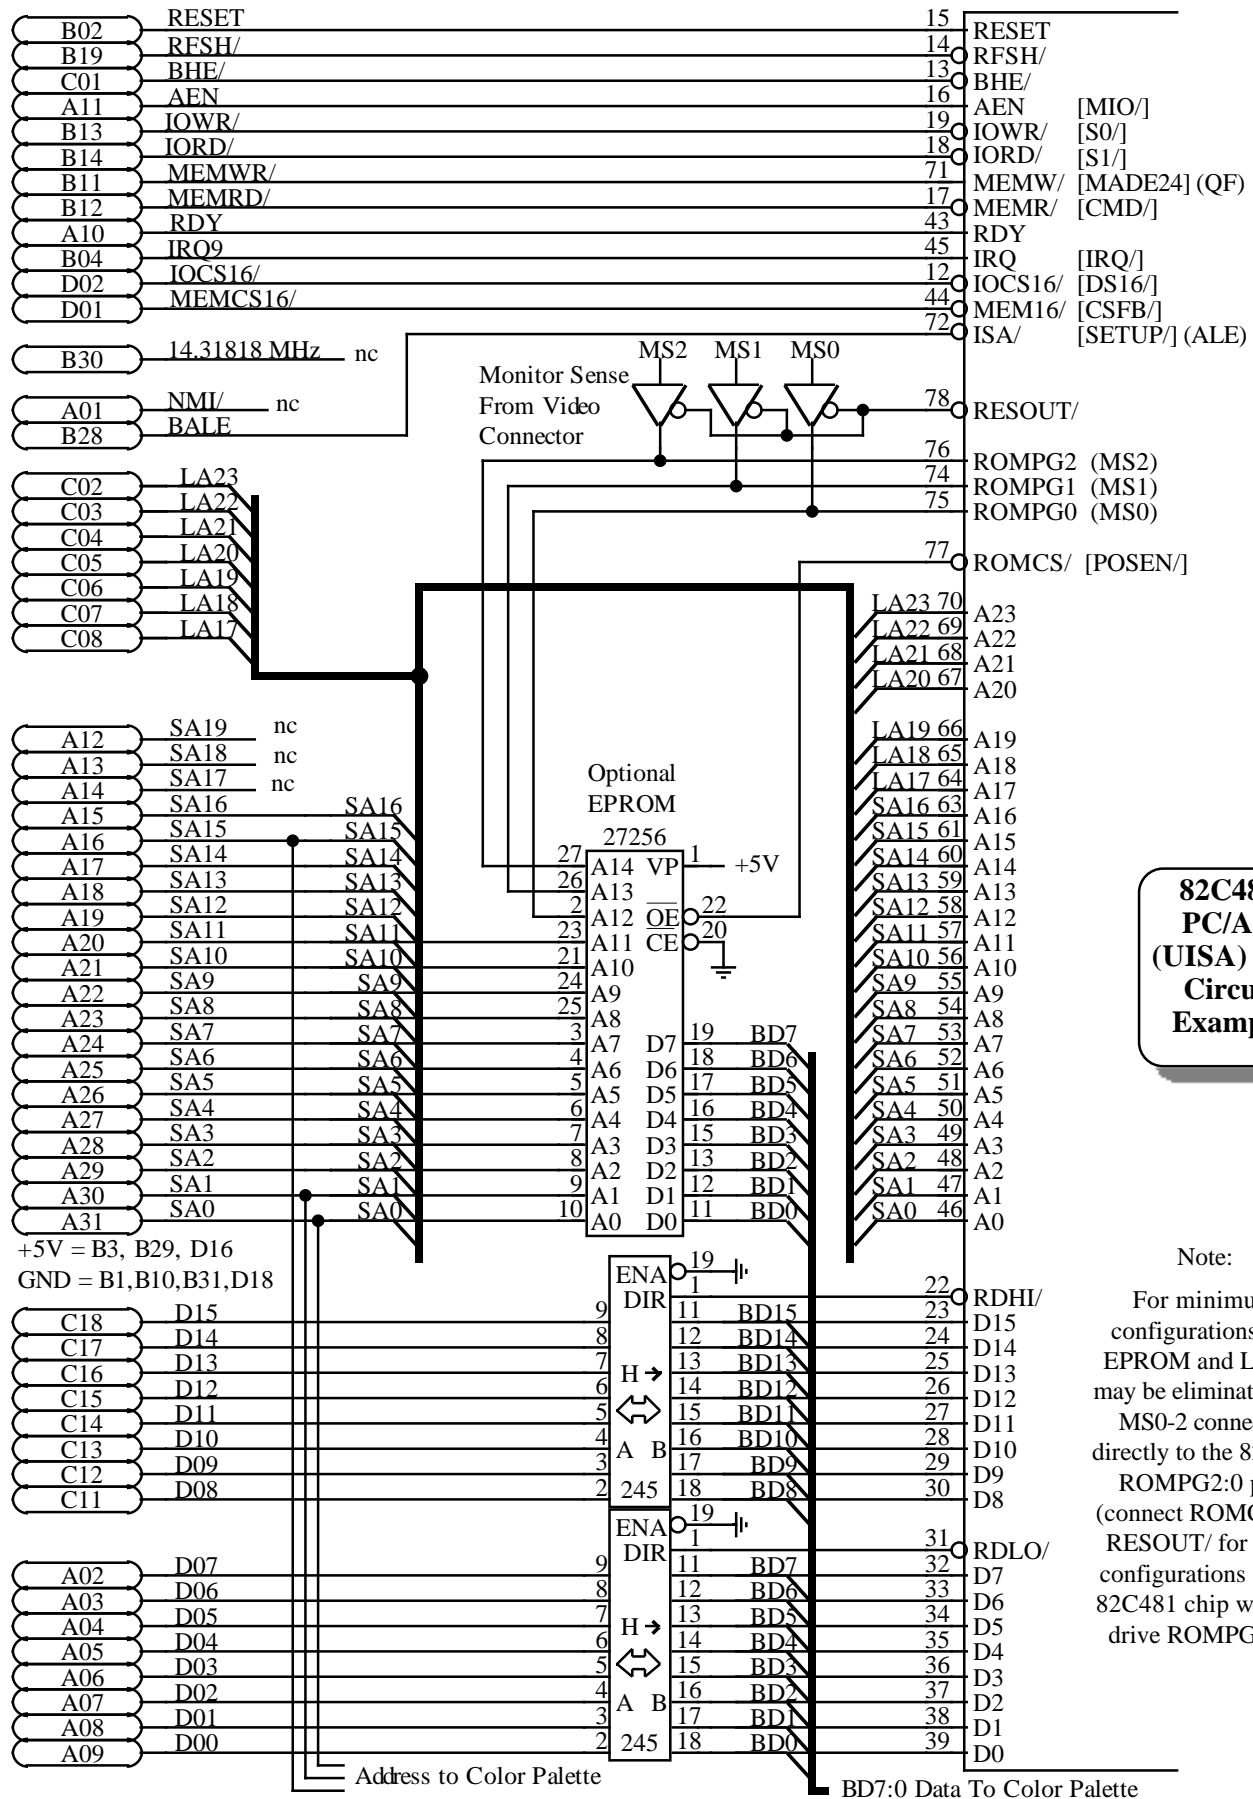 B02 RESET 15 RESET
B19 RFSH/ 14 RFSH/
C01 BHE/ 13 BHE/
A11 AEN 16 AEN [MIO/]
B13 IOWR/ 19 IOWR/ [S0/]
B14 IORD/ 18 IORD/ [S1/]
B11 MEMWR/ 71 MEMW/ [MADE24] (QF)
B12 MEMRD/ 17 MEMR/ [CMD/]
A10 RDY 43 RDY
B04 IRQ9 45 IRQ [IRQ/]
D02 IOCS16/ 12 IOCS16/ [DS16/]
D01 MEMCS16/ 44 MEM16/ [CSFB/]
72 ISA/ [SETUP/] (ALE)
B30 14.31818 MHz nc
MS2 MS1 MS0
Monitor Sense
From Video
Connector
A01 NMI/ nc
B28 BALE
78 RESOUT/
76 ROMPG2 (MS2)
74 ROMPG1 (MS1)
75 ROMPG0 (MS0)
77 ROMCS/ [POSEN/]
C02 LA23
C03 LA22
C04 LA21
C05 LA20
C06 LA19
C07 LA18
C08 LA17
LA23 70 A23
LA22 69 A22
LA21 68 A21
LA20 67 A20
A12 SA19 nc LA19 66 A19
A13 SA18 nc LA18 65 A18
A14 SA17 nc LA17 64 A17
Optional
EPROM
27256
A15 SA16 SA16 SA16 63 A16
A16 SA15 SA15 SA15 61 A15
A17 SA14 SA14 27 A14 VP 1 +5V SA14 60 A14
A18 SA13 SA13 26 A13 SA13 59 A13
A19 SA12 SA12 2 A12 OE 22 SA12 58 A12
A20 SA11 SA11 23 A11 CE 20 SA11 57 A11
A21 SA10 SA10 21 A10 SA10 56 A10
A22 SA9 SA9 24 A9 SA9 55 A9
A23 SA8 SA8 25 A8 SA8 54 A8
A24 SA7 SA7 3 A7 D7 19 BD7 SA7 53 A7
A25 SA6 SA6 4 A6 D6 18 BD6 SA6 52 A6
A26 SA5 SA5 5 A5 D5 17 BD5 SA5 51 A5
A27 SA4 SA4 6 A4 D4 16 BD4 SA4 50 A4
A28 SA3 SA3 7 A3 D3 15 BD3 SA3 49 A3
A29 SA2 SA2 8 A2 D2 13 BD2 SA2 48 A2
A30 SA1 SA1 9 A1 D1 12 BD1 SA1 47 A1
A31 SA0 SA0 10 A0 D0 11 BD0 SA0 46 A0
82C48
PC/A
(UISA)
Circu
Examp
+5V = B3, B29, D16
GND = B1,B10,B31,D18
ENA 19
DIR 1 22 RDHI/
C18 D15 9 11 BD15 23 D15
C17 D14 8 12 BD14 24 D14
C16 D13 7 H 13 BD13 25 D13
C15 D12 6 14 BD12 26 D12
C14 D11 5 15 BD11 27 D11
C13 D10 4 A B 16 BD10 28 D10
C12 D09 3 17 BD9 29 D9
C11 D08 2 245 18 BD8 30 D8
ENA 19
DIR 1 31 RDLO/
A02 D07 9 11 BD7 32 D7
A03 D06 8 12 BD6 33 D6
A04 D05 7 H 13 BD5 34 D5
A05 D04 6 14 BD4 35 D4
A06 D03 5 15 BD3 36 D3
A07 D02 4 A B 16 BD2 37 D2
A08 D01 3 17 BD1 38 D1
A09 D00 2 245 18 BD0 39 D0
Address to Color Palette
BD7:0 Data To Color Palette
Note:
For minimu
configurations
EPROM and L
may be eliminat
MS0-2 conne
directly to the 8
ROMPG2:0 p
(connect ROMC
RESOUT/ for
configurations
82C481 chip w
drive ROMPG